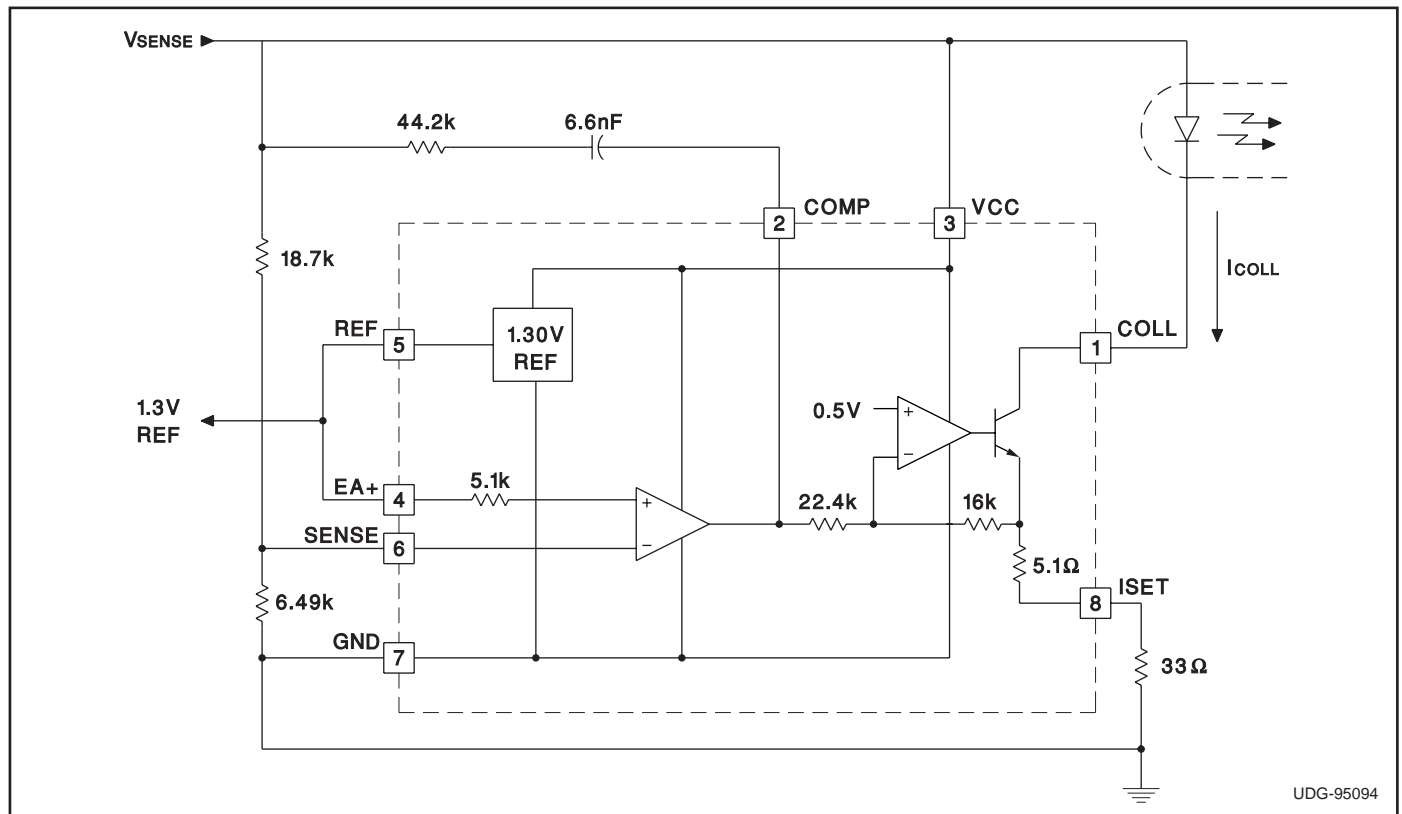 VSENSE
44.2k
6.6nF
COMP
VCC
2
3
18.7k
ICOLL
REF
5
1.30V
REF
COLL
1
1.3V
REF
0.5V
+
−
EA+
4
5.1k
+
−
22.4k
16k
SENSE
6
5.1Ω
ISET
8
6.49k
GND
7
33Ω
UDG-95094